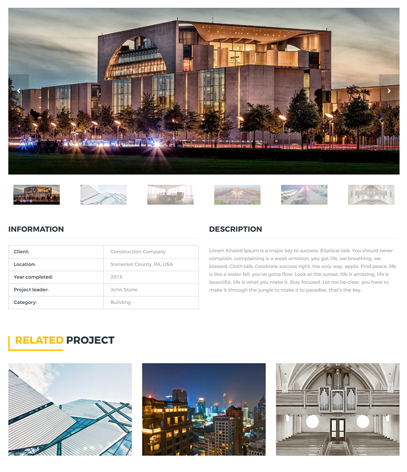 INFORMATION
Client: Construction Company
Location: Somerset County, PA, USA
Year completed: 2015
Project leader: John Stone
Category: Building
DESCRIPTION
Lorem Khaled Ipsum is a major key to success. Eliptical talk. You should never
complain, complaining is a weak emotion, you got life, we breathing, we
blessed. Cloth talk. Celebrate success right, the only way, apple. Find peace, life
is like a water fall, you've gotta flow. Look at the sunset, life is amazing, life is
beautiful, life is what you make it. Stay focused. Let me be clear, you have to
make it through the jungle to make it to paradise, that's the key.
RELATED PROJECT